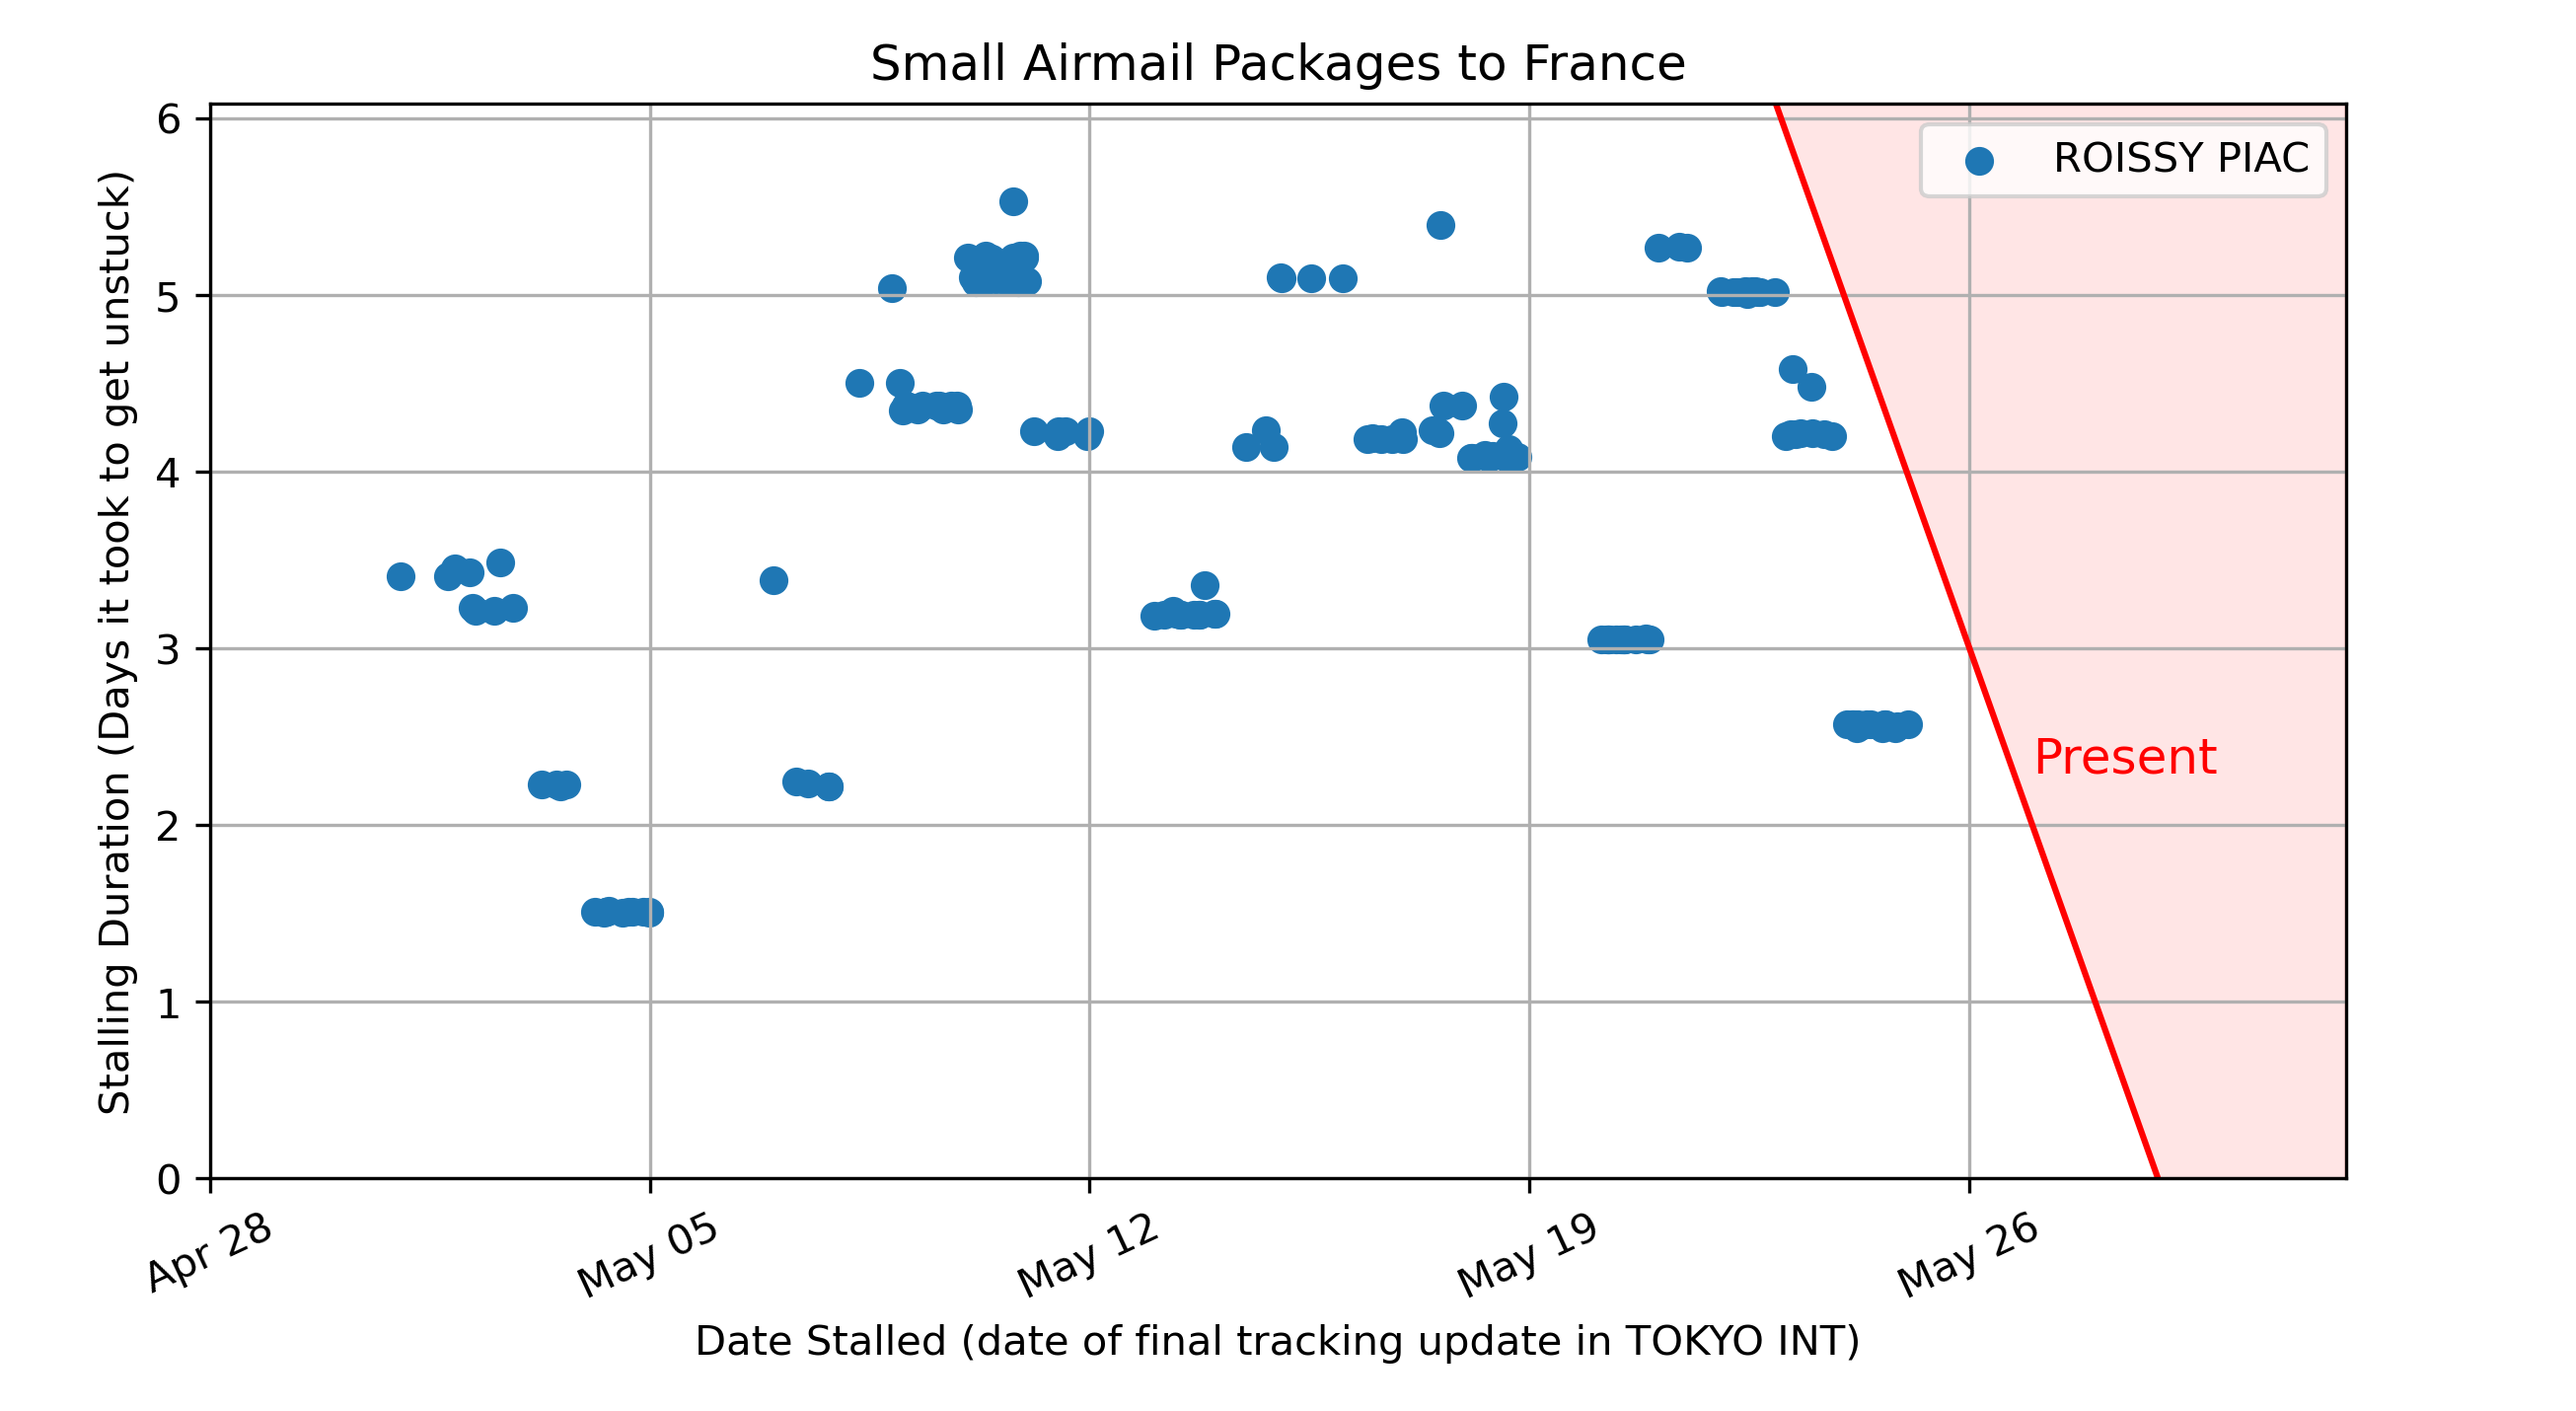 Small Airmail Packages to France
Stalling Duration (Days it took to get unstuck)
6
5
4
3
2
1
0
ROISSY PIAC
Present
Apr 28
May 05
May 12
May 19
May 26
Date Stalled (date of final tracking update in TOKYO INT)